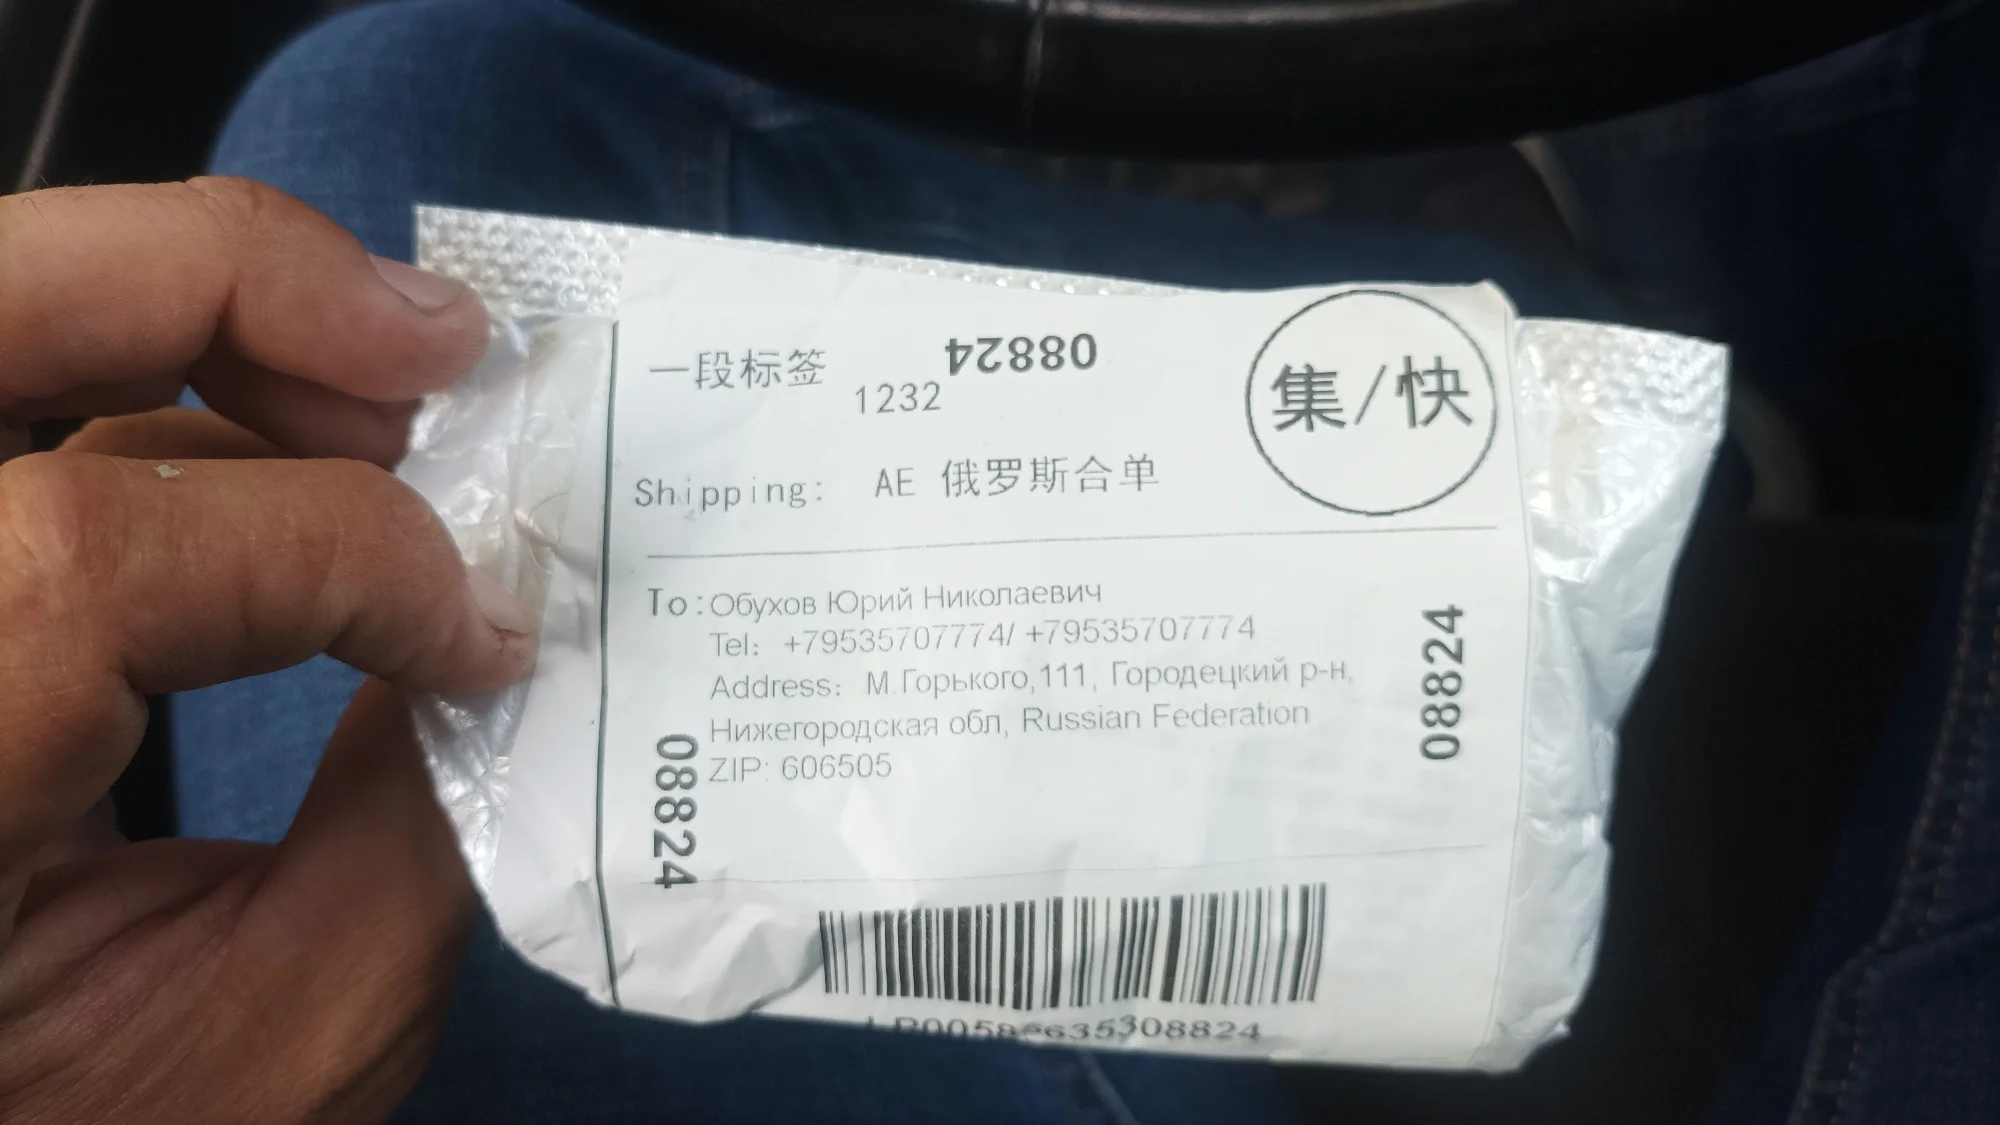 一段标签
1232
08824
集/快
Shipping: AE 俄罗斯合单
To:Обухов Юрий Николаевич
Tel: +79535707774/ +79535707774
Address: М.Горького,111, Городецкий р-н,
Нижегородская обл, Russian Federation
ZIP: 606505
08824
08824